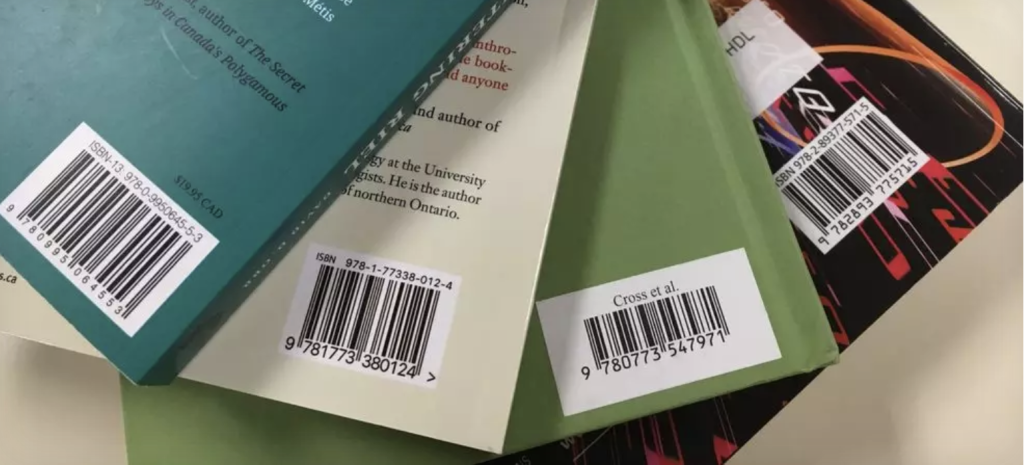 Métis
author of The Secret
in Canada's Polygamous
ISBN-13: 978-0-9950645-5-3
$19.95 CAD
9 780995 064553
s.ca
nthro-
e book-
d anyone
nd author of
gy at the University
gists. He is the author
f northern Ontario.
ISBN 978-1-77338-012-4
9 781773 380124 >
Cross et al.
9 780773 547971
HDL
ISBN 978-2-89377-571-5
9 782893 775715